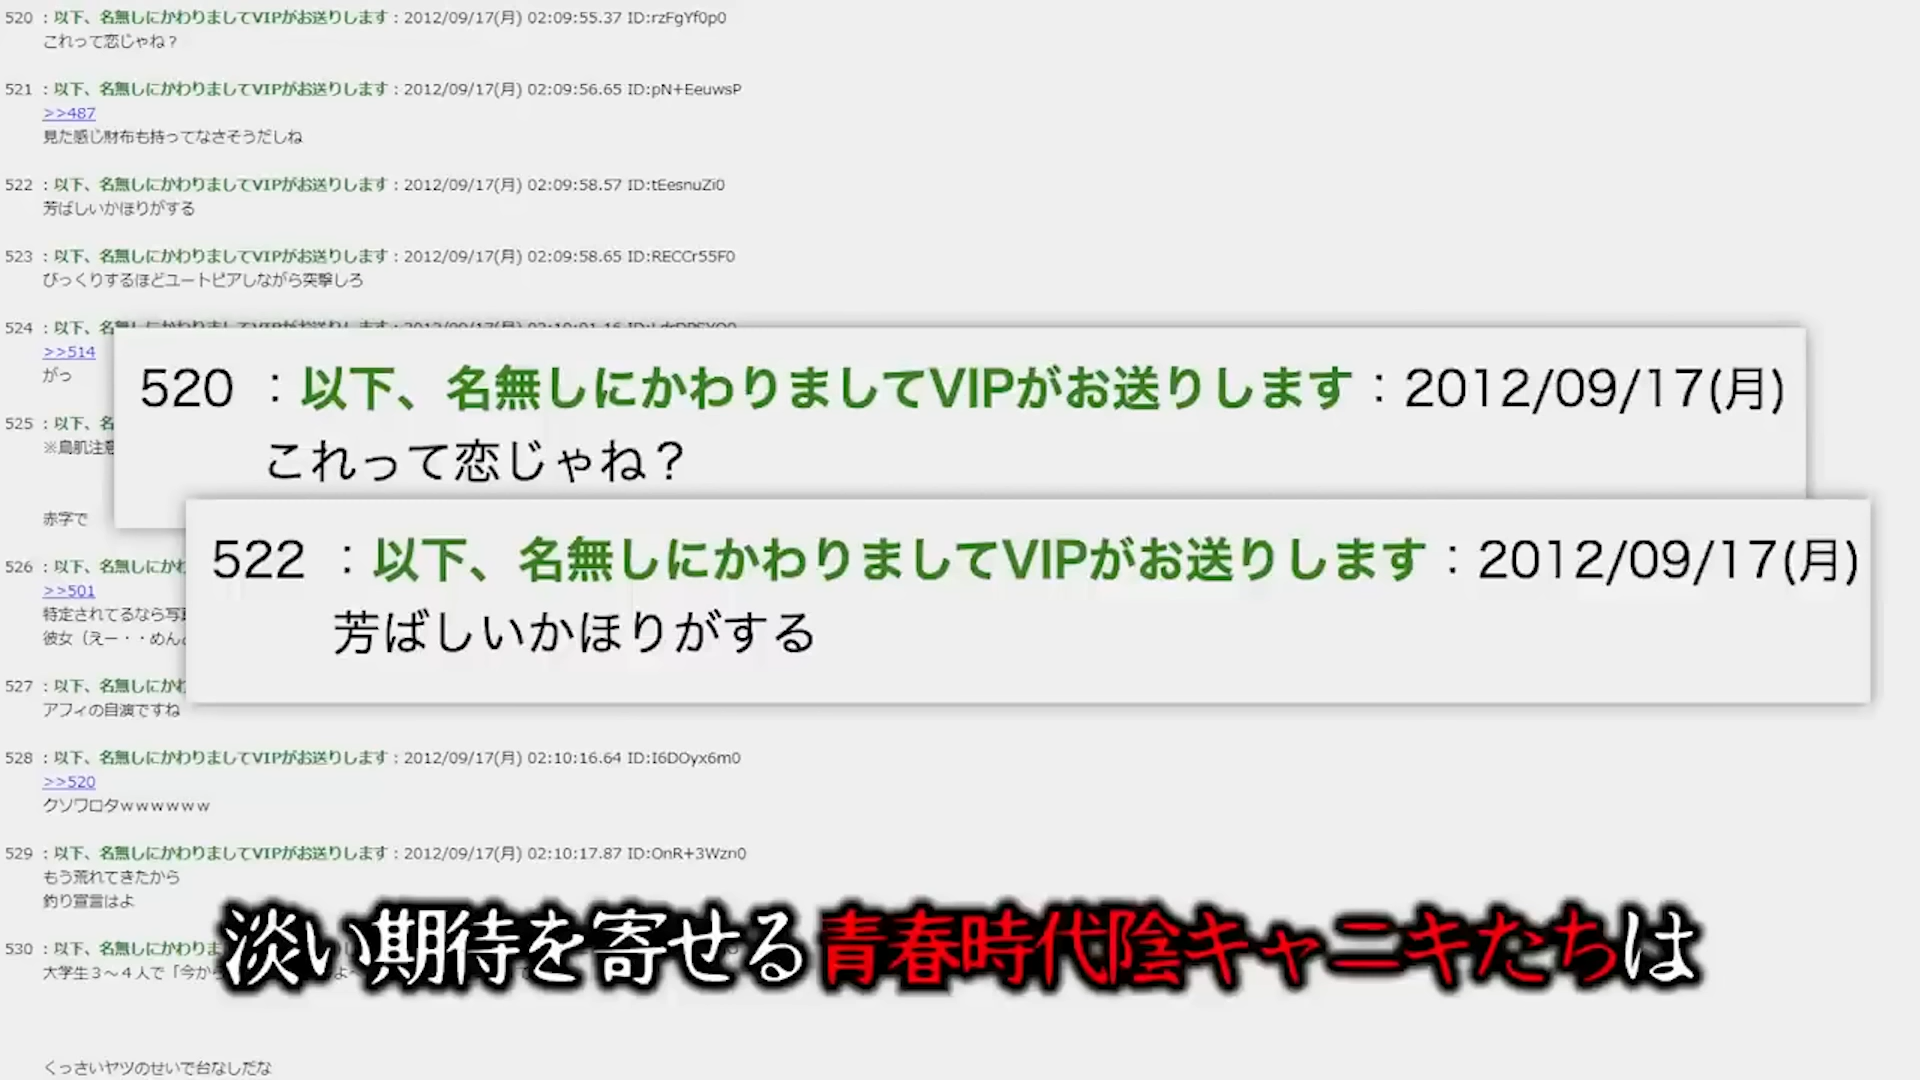 520 ：以下、名無しにかわりましてVIPがお送りします：2012/09/17(月) 02:09:55.37 ID:rzFgYf0p0
これって恋じゃね？
521 ：以下、名無しにかわりましてVIPがお送りします：2012/09/17(月) 02:09:56.65 ID:pN+EeuwsP
>>487
見た感じ財布も持ってなさそうだしね
522 ：以下、名無しにかわりましてVIPがお送りします：2012/09/17(月) 02:09:58.57 ID:tEesnuZi0
芳ばしいかほりがする
523 ：以下、名無しにかわりましてVIPがお送りします：2012/09/17(月) 02:09:58.65 ID:RECCr55F0
びっくりするほどユートピアしながら突撃しろ
524 ：以下、名
>>514
がっ
520 ：以下、名無しにかわりましてVIPがお送りします：2012/09/17(月)
これって恋じゃね？
525 ：以下、名
※鳥肌注意
赤字で
522 ：以下、名無しにかわりましてVIPがお送りします：2012/09/17(月)
芳ばしいかほりがする
526 ：以下、名無しにかわ
>>501
特定されてるなら写真
彼女（えー・・めん
527 ：以下、名無しにかわ
アフィの自演ですね
528 ：以下、名無しにかわりましてVIPがお送りします：2012/09/17(月) 02:10:16.64 ID:I6DOyx6m0
>>520
クソワロタｗｗｗｗｗｗ
529 ：以下、名無しにかわりましてVIPがお送りします：2012/09/17(月) 02:10:17.87 ID:OnR+3Wzn0
もう荒れてきたから
釣り宣言はよ
530 ：以下、名無しにかわりま
大学生３～４人で「今から
淡い期待を寄せる青春時代陰キャニキたちは
くっさいヤツのせいで台なしだな